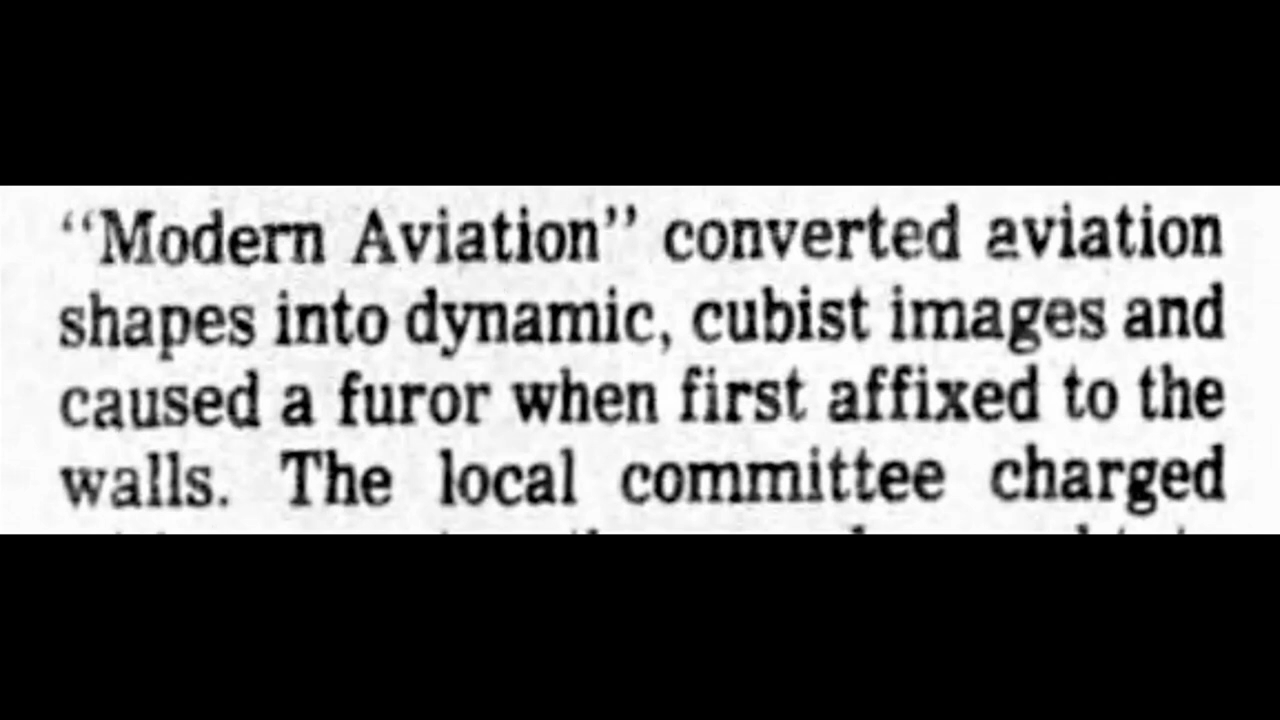 “Modern Aviation” converted aviation
shapes into dynamic, cubist images and
caused a furor when first affixed to the
walls. The local committee charged